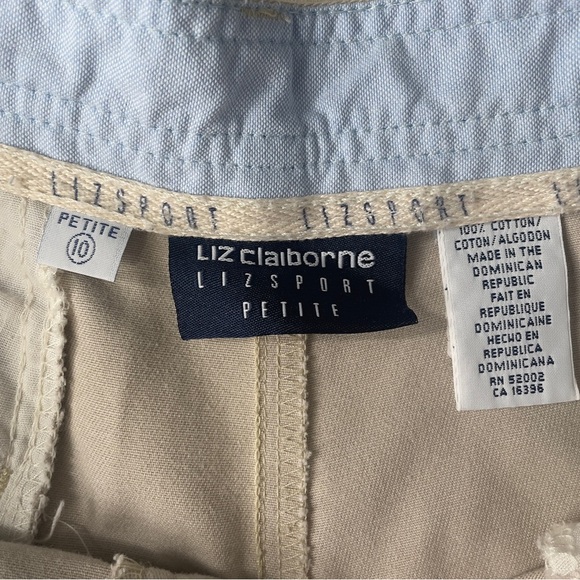 LIZSPORT LIZSPORT
PETITE
10
Liz claiborne
LIZSPORT
PETITE
100% COTTON/
COTON/ALGODON
MADE IN THE
DOMINICAN
REPUBLIC
FAIT EN
REPUBLIQUE
DOMINICAINE
HECHO EN
REPUBLICA
DOMINICANA
RN 52002
CA 16396